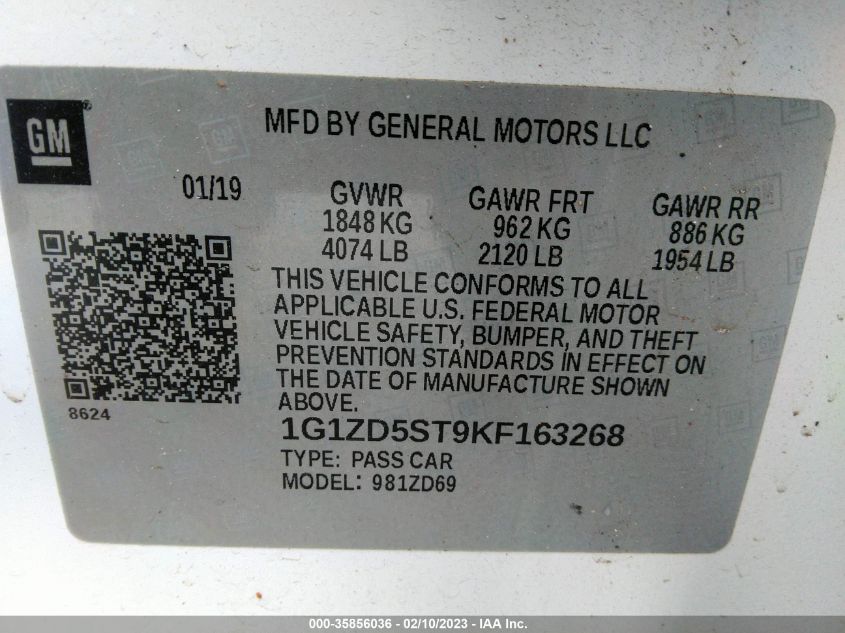 GM
MFD BY GENERAL MOTORS LLC
01/19
GVWR
1848 KG
4074 LB
GAWR FRT
962 KG
2120 LB
GAWR RR
886 KG
1954 LB
THIS VEHICLE CONFORMS TO ALL
APPLICABLE U.S. FEDERAL MOTOR
VEHICLE SAFETY, BUMPER, AND THEFT
PREVENTION STANDARDS IN EFFECT ON
THE DATE OF MANUFACTURE SHOWN
ABOVE.
8624
1G1ZD5ST9KF163268
TYPE: PASS CAR
MODEL: 981ZD69
000-35856036 - 02/10/2023 - IAA Inc.